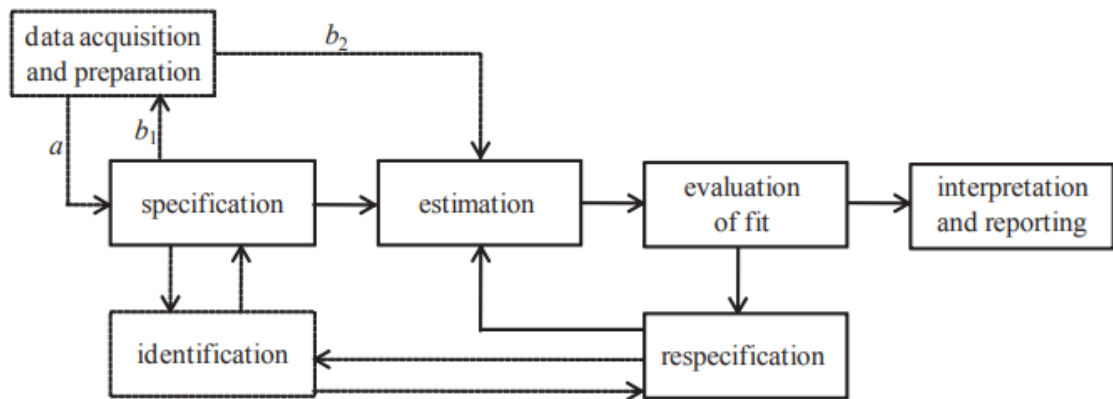 data acquisition
and preparation
b2
a
b1
specification
estimation
evaluation
of fit
interpretation
and reporting
identification
respecification